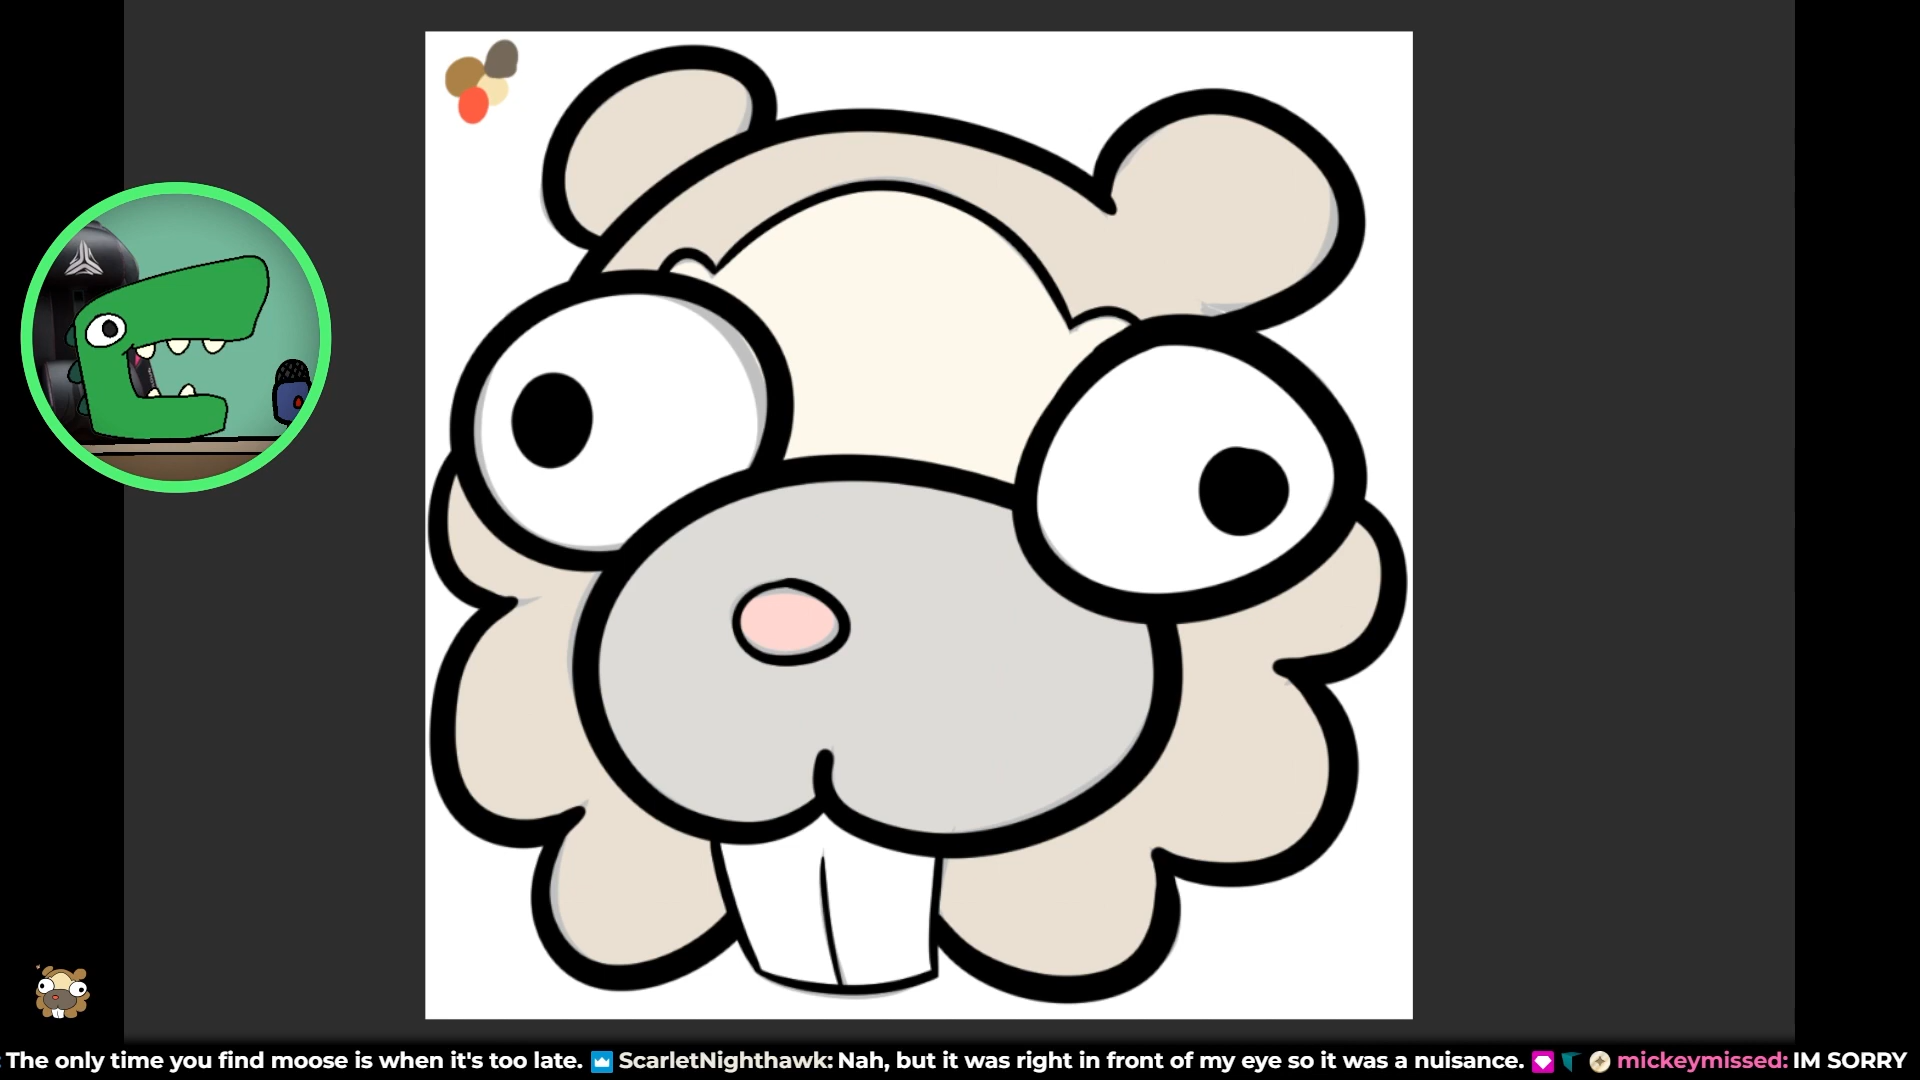 : The only time you find moose is when it's too late. ScarletNighthawk: Nah, but it was right in front of my eye so it was a nuisance. mickeymissed: IM SORRY